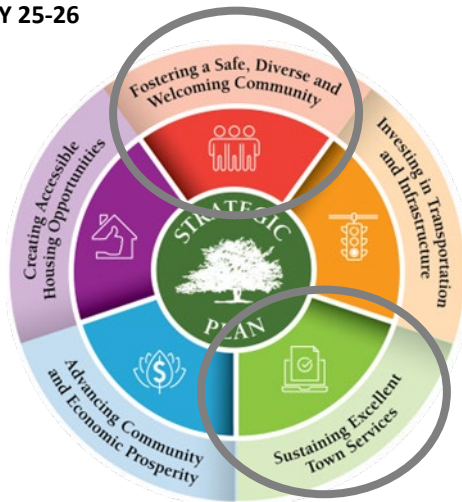 Y 25-26
Fostering a Safe, Diverse and
Welcoming Community
Investing in Transportation
and Infrastructure
Sustaining Excellent
Town Services
Advancing Community
and Economic Prosperity
Creating Accessible
Housing Opportunities
STRATEGIC
PLAN
$